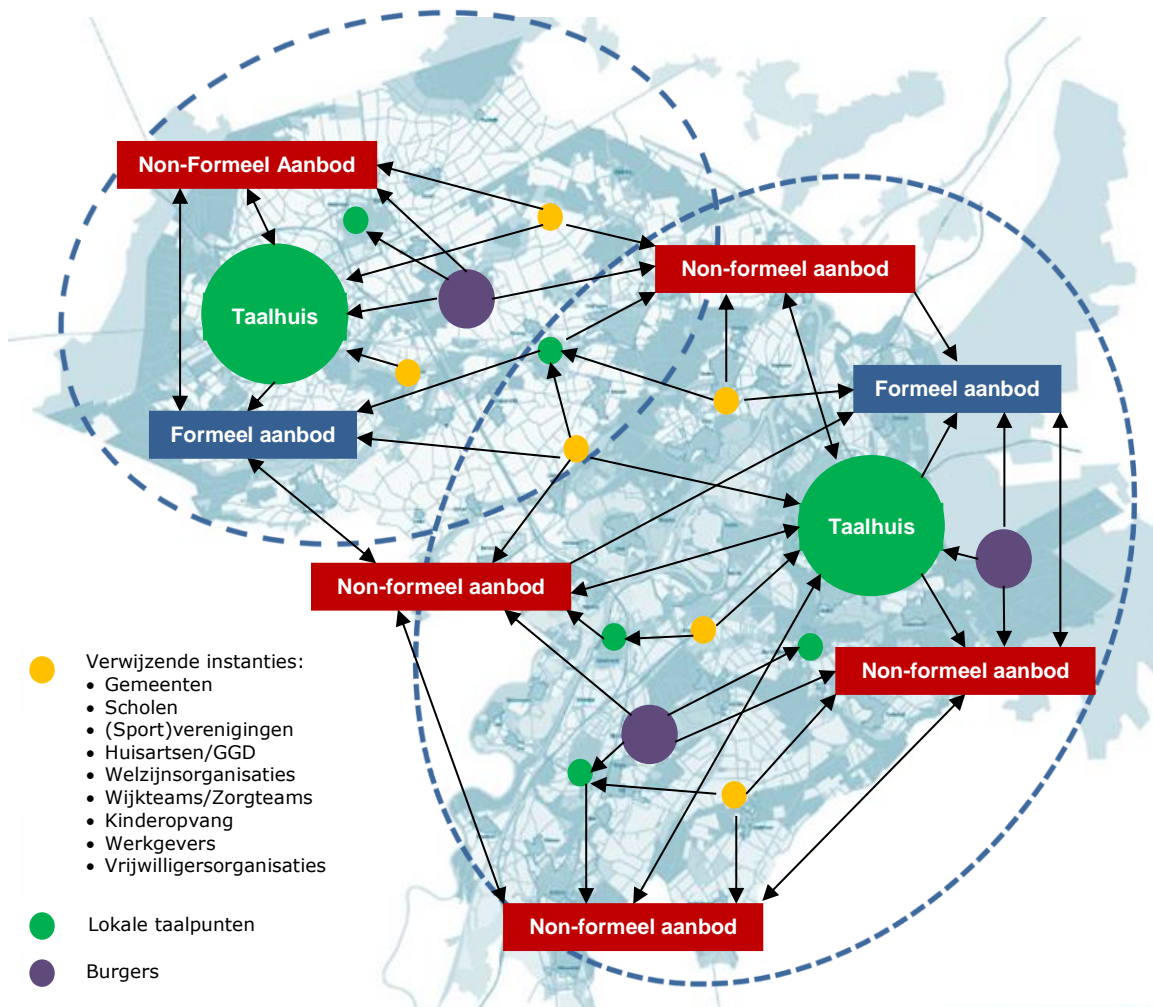 Non-Formeel Aanbod
Non-formeel aanbod
Taalhuis
Formeel aanbod
Formeel aanbod
Taalhuis
Non-formeel aanbod
Non-formeel aanbod
Verwijzende instanties:
• Gemeenten
• Scholen
• (Sport)verenigingen
• Huisartsen/GGD
• Welzijnsorganisaties
• Wijkteams/Zorgteams
• Kinderopvang
• Werkgevers
• Vrijwilligersorganisaties
Non-formeel aanbod
Lokale taalpunten
Burgers